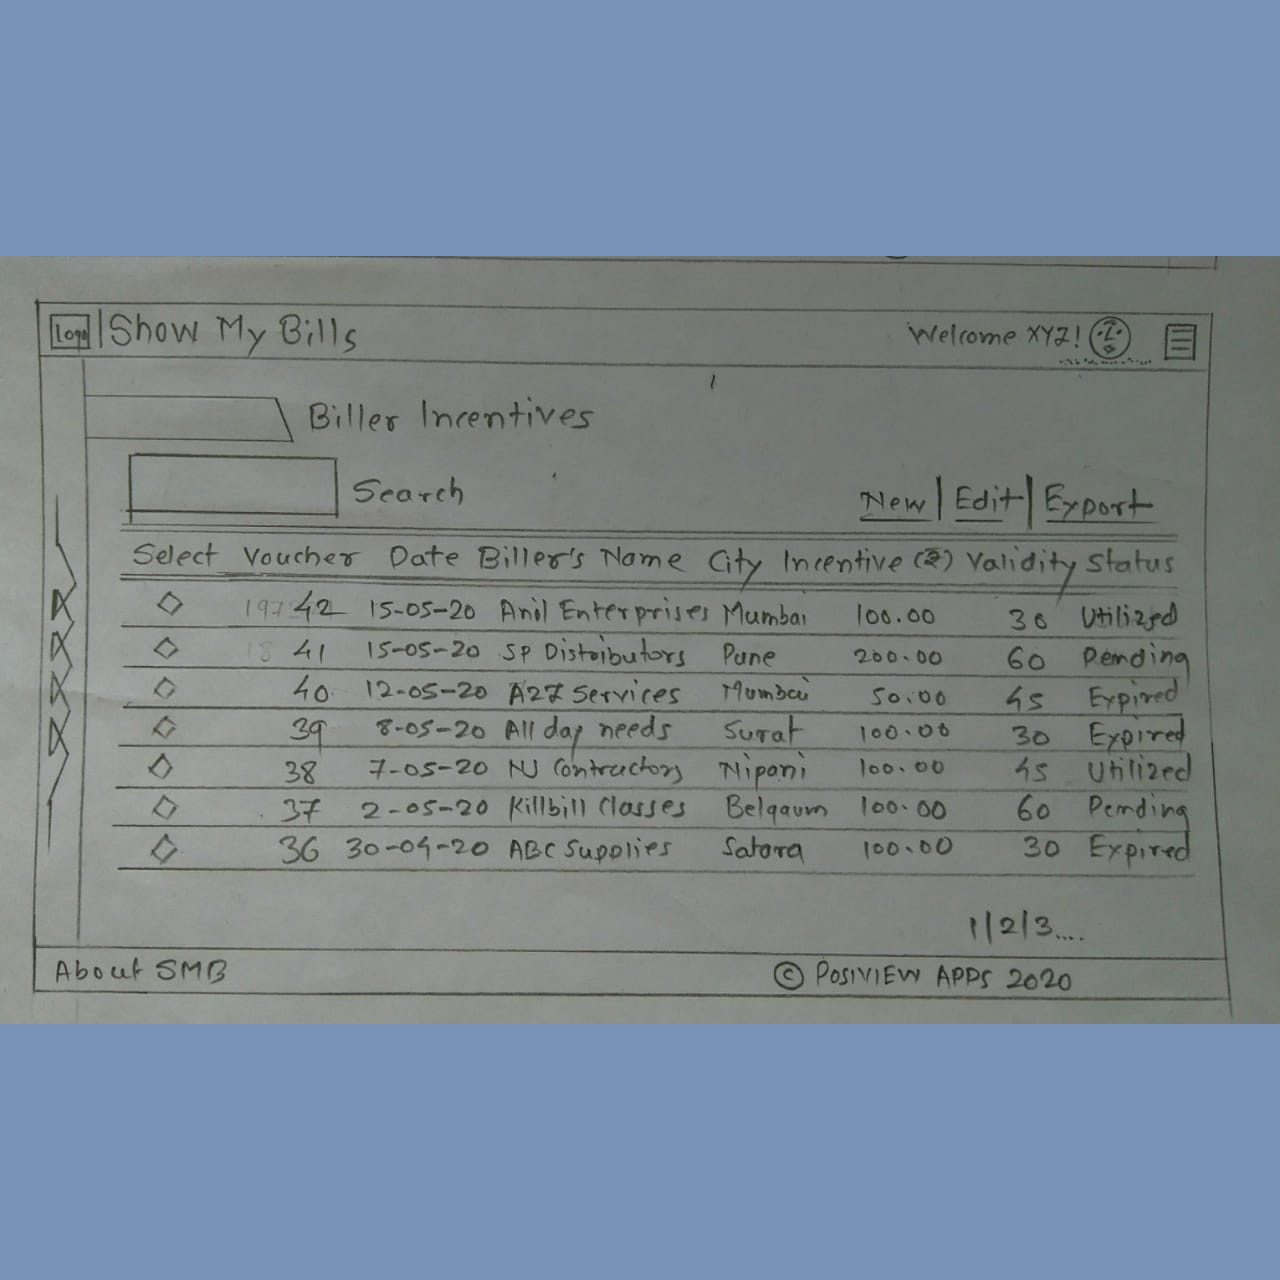 Logo Show My Bills Welcome XYZ!
Biller Incentives
Search New | Edit | Export
Select Voucher Date Biller's Name City Incentive (₹) Validity Status
42 15-05-20 Anil Enterprises Mumbai 100.00 30 Utilized
41 15-05-20 SP Distributors Pune 200.00 60 Pending
40 12-05-20 A2Z Services Mumbai 50.00 45 Expired
39 8-05-20 All day needs Surat 100.00 30 Expired
38 7-05-20 NJ Contractors Nipani 100.00 45 Utilized
37 2-05-20 Killbill Classes Belgaum 100.00 60 Pending
36 30-04-20 ABC Supplies Satara 100.00 30 Expired
1|2|3....
About SMB © POSIVIEW APPS 2020